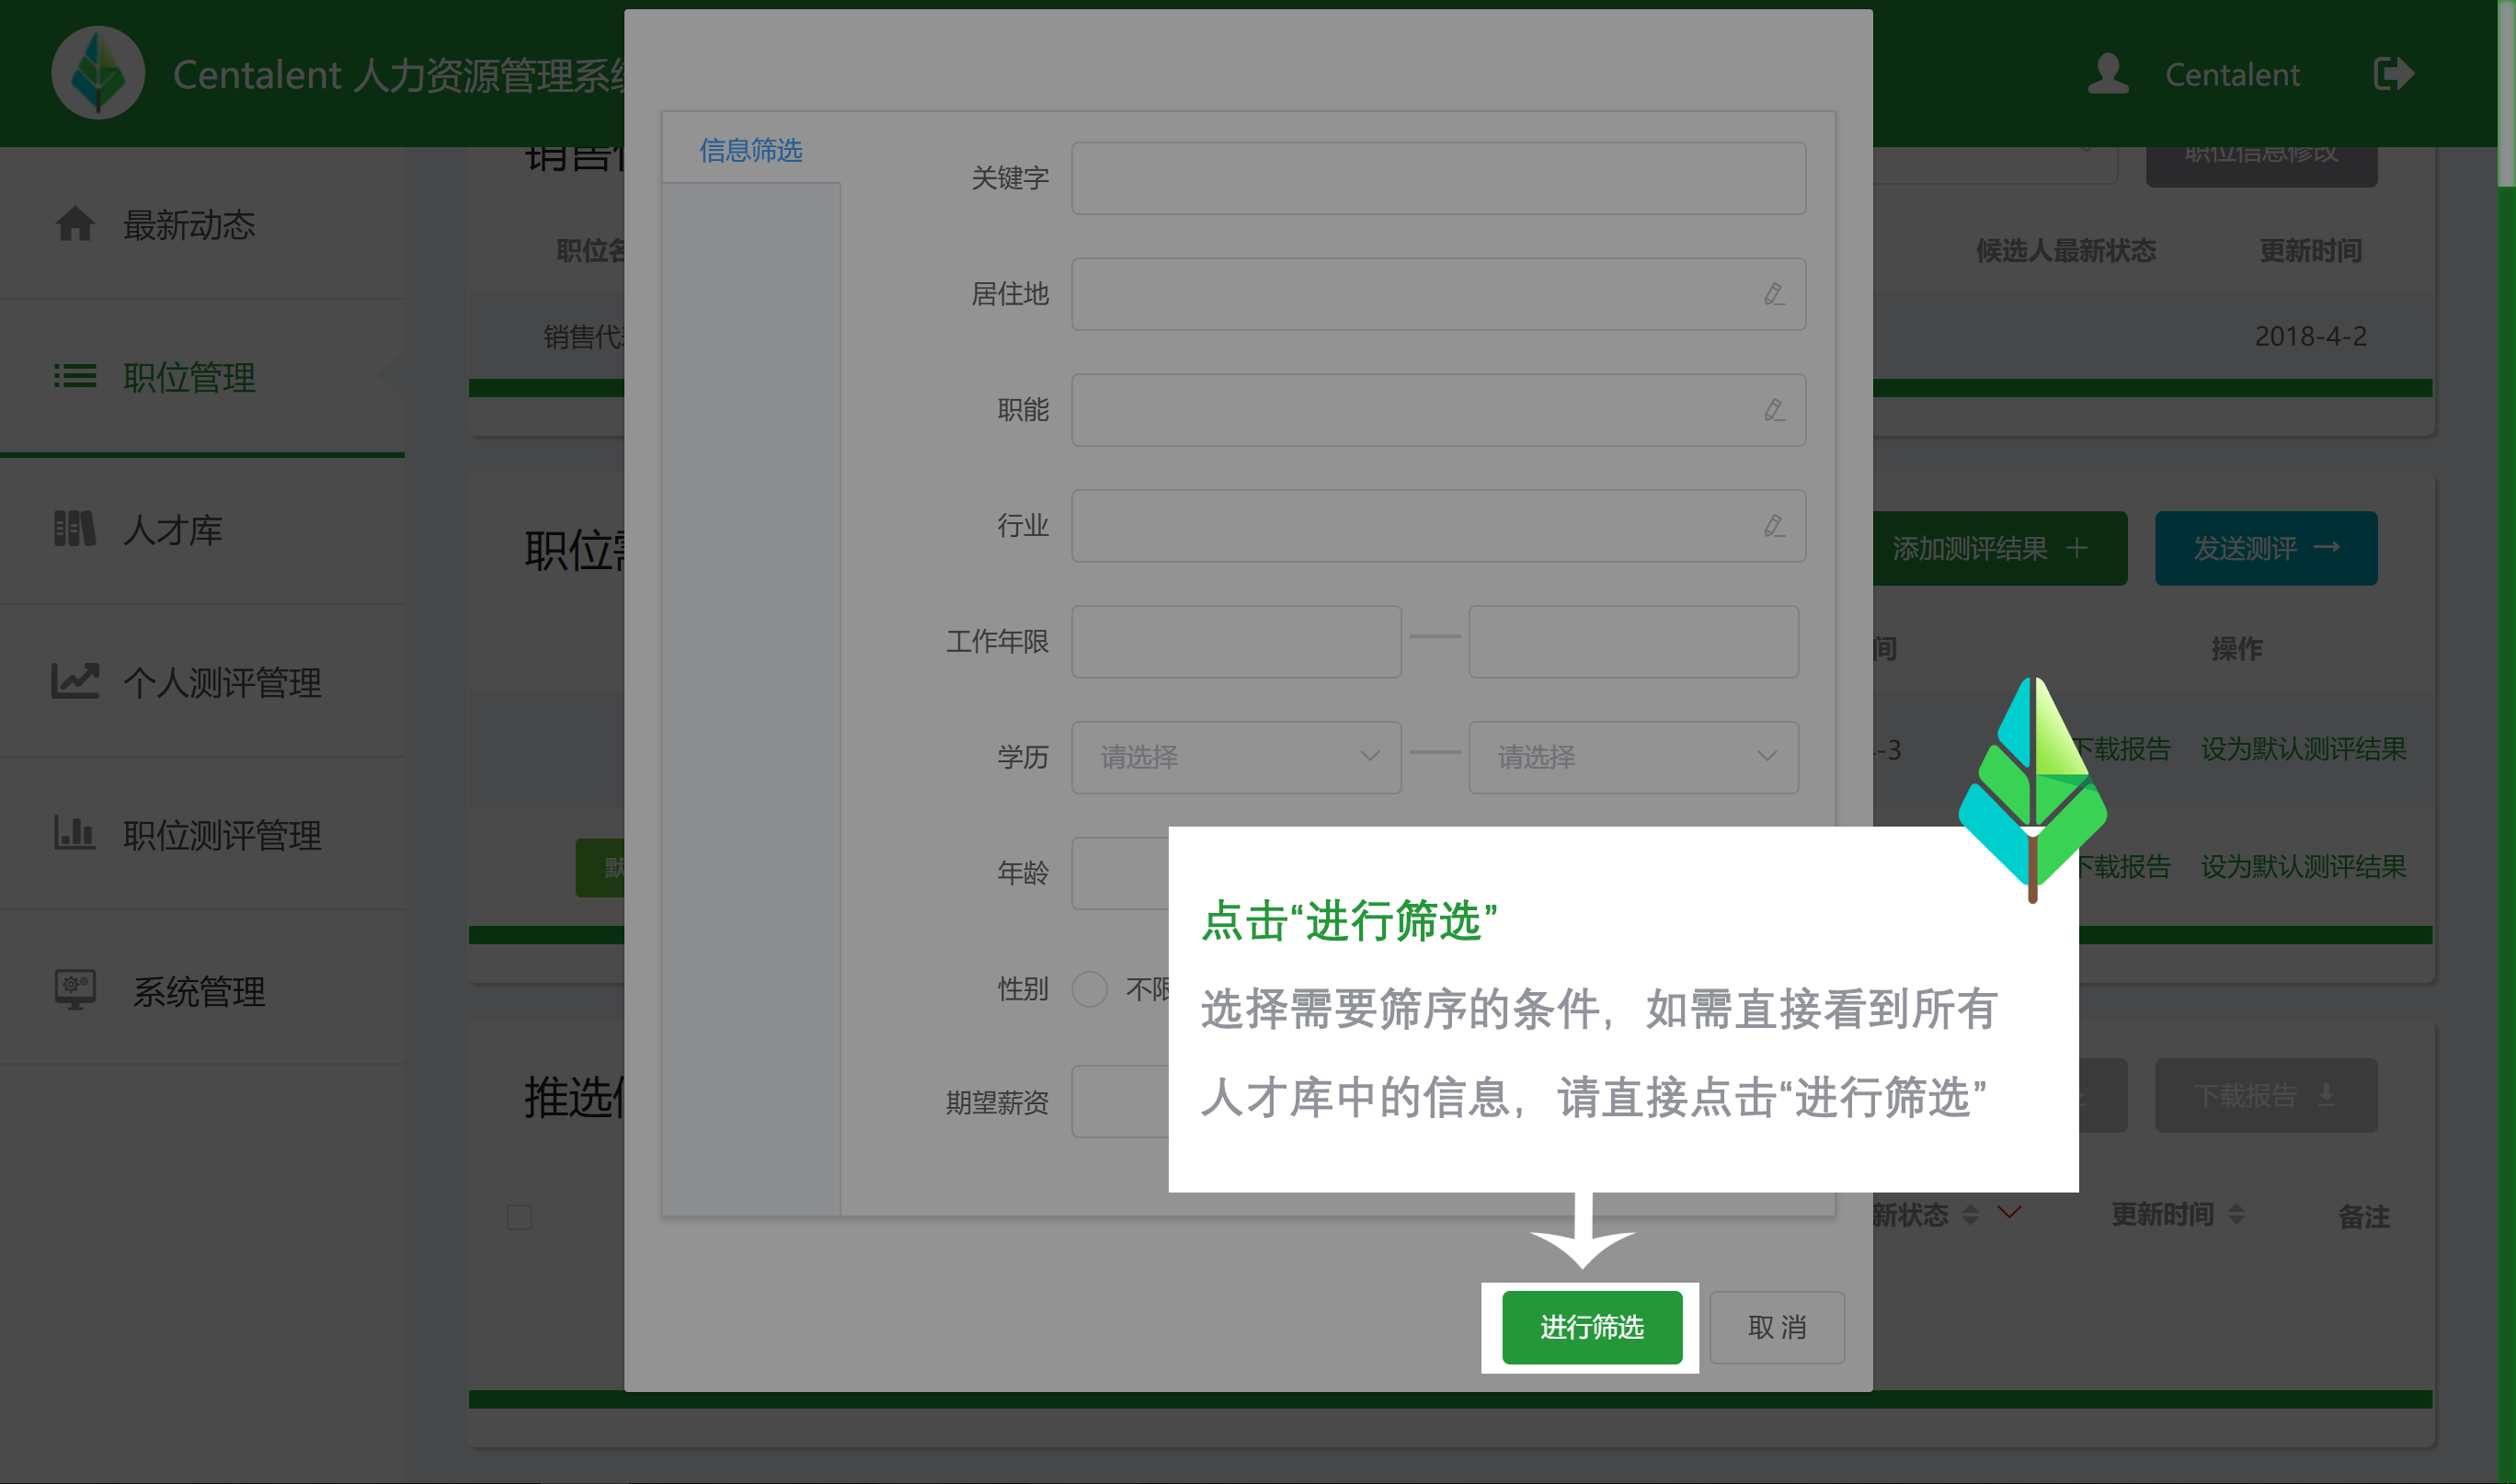 Centalent 人力资源管理系
Centalent
最新动态
职位管理
人才库
个人测评管理
职位测评管理
系统管理
销售
职位信息修改
职位
候选人最新状态
更新时间
销售代
2018-4-2
职位
添加测评结果
发送测评
间
操作
-3
下载报告
设为默认测评结果
默
下载报告
设为默认测评结果
推选
下载报告
新状态
更新时间
备注
信息筛选
关键字
居住地
职能
行业
工作年限
学历
请选择
请选择
年龄
性别
不限
期望薪资
点击“进行筛选”
选择需要筛序的条件，如需直接看到所有
人才库中的信息，请直接点击“进行筛选”
进行筛选
取 消